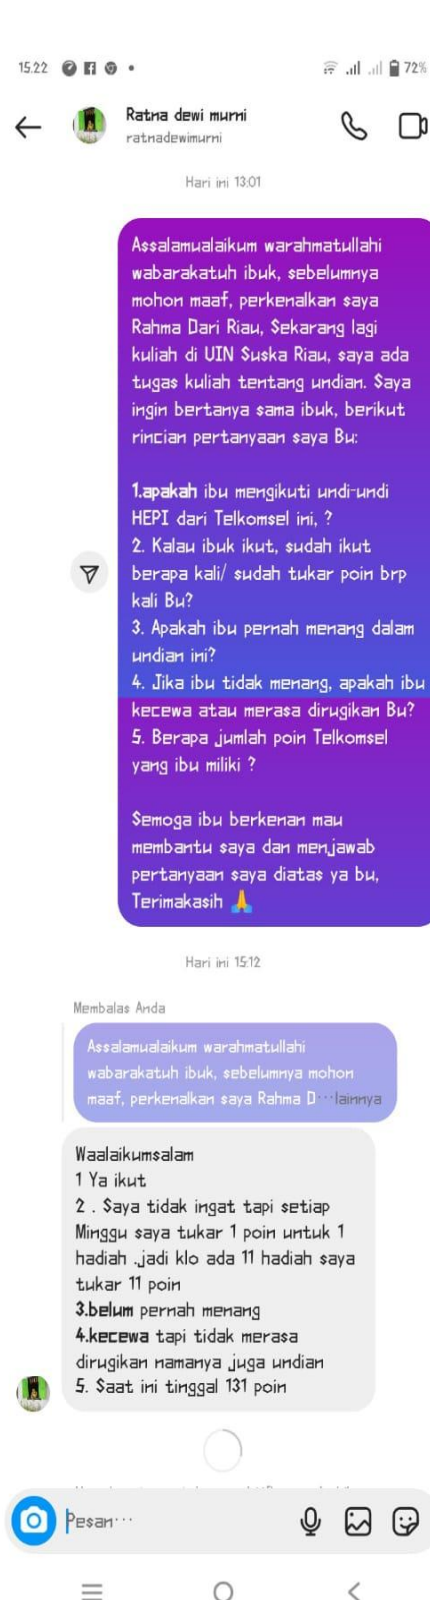 15.22
72%
Ratna dewi murni
ratnadewimurni
Hari ini 13:01
Assalamualaikum warahmatullahi
wabarakatuh ibuk, sebelumnya
mohon maaf, perkenalkan saya
Rahma Dari Riau, Sekarang lagi
kuliah di UIN Suska Riau, saya ada
tugas kuliah tentang undian. Saya
ingin bertanya sama ibuk, berikut
rincian pertanyaan saya Bu:
1.apakah ibu mengikuti undi-undi
HEPI dari Telkomsel ini, ?
2. Kalau ibuk ikut, sudah ikut
berapa kali/ sudah tukar poin brp
kali Bu?
3. Apakah ibu pernah menang dalam
undian ini?
4. Jika ibu tidak menang, apakah ibu
kecewa atau merasa dirugikan Bu?
5. Berapa jumlah poin Telkomsel
yang ibu miliki ?
Semoga ibu berkenan mau
membantu saya dan menjawab
pertanyaan saya diatas ya bu,
Terimakasih 🙏
Hari ini 15:12
Membalas Anda
Assalamualaikum warahmatullahi
wabarakatuh ibuk, sebelumnya mohon
maaf, perkenalkan saya Rahma D…lainnya
Waalaikumsalam
1 Ya ikut
2 . Saya tidak ingat tapi setiap
Minggu saya tukar 1 poin untuk 1
hadiah .jadi klo ada 11 hadiah saya
tukar 11 poin
3.belum pernah menang
4.kecewa tapi tidak merasa
dirugikan namanya juga undian
5. Saat ini tinggal 131 poin
Pesan…